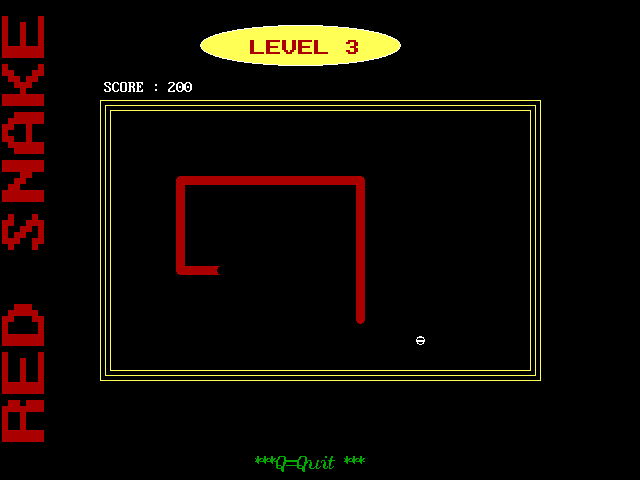 LEVEL 3
SCORE : 200
RED SNAKE
***Q=Quit ***